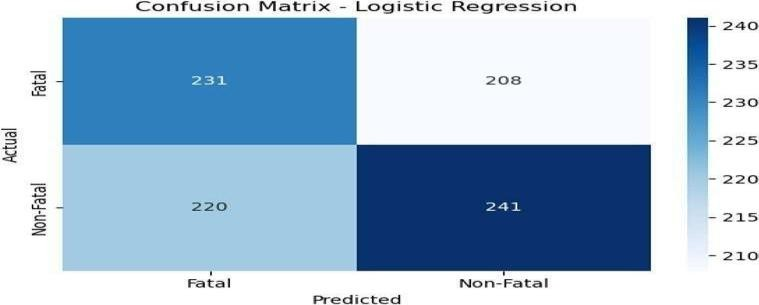 Confusion Matrix - Logistic Regression
Actual
Fatal
231
208
Non-Fatal
220
241
Fatal
Non-Fatal
Predicted
240
235
230
225
220
215
210